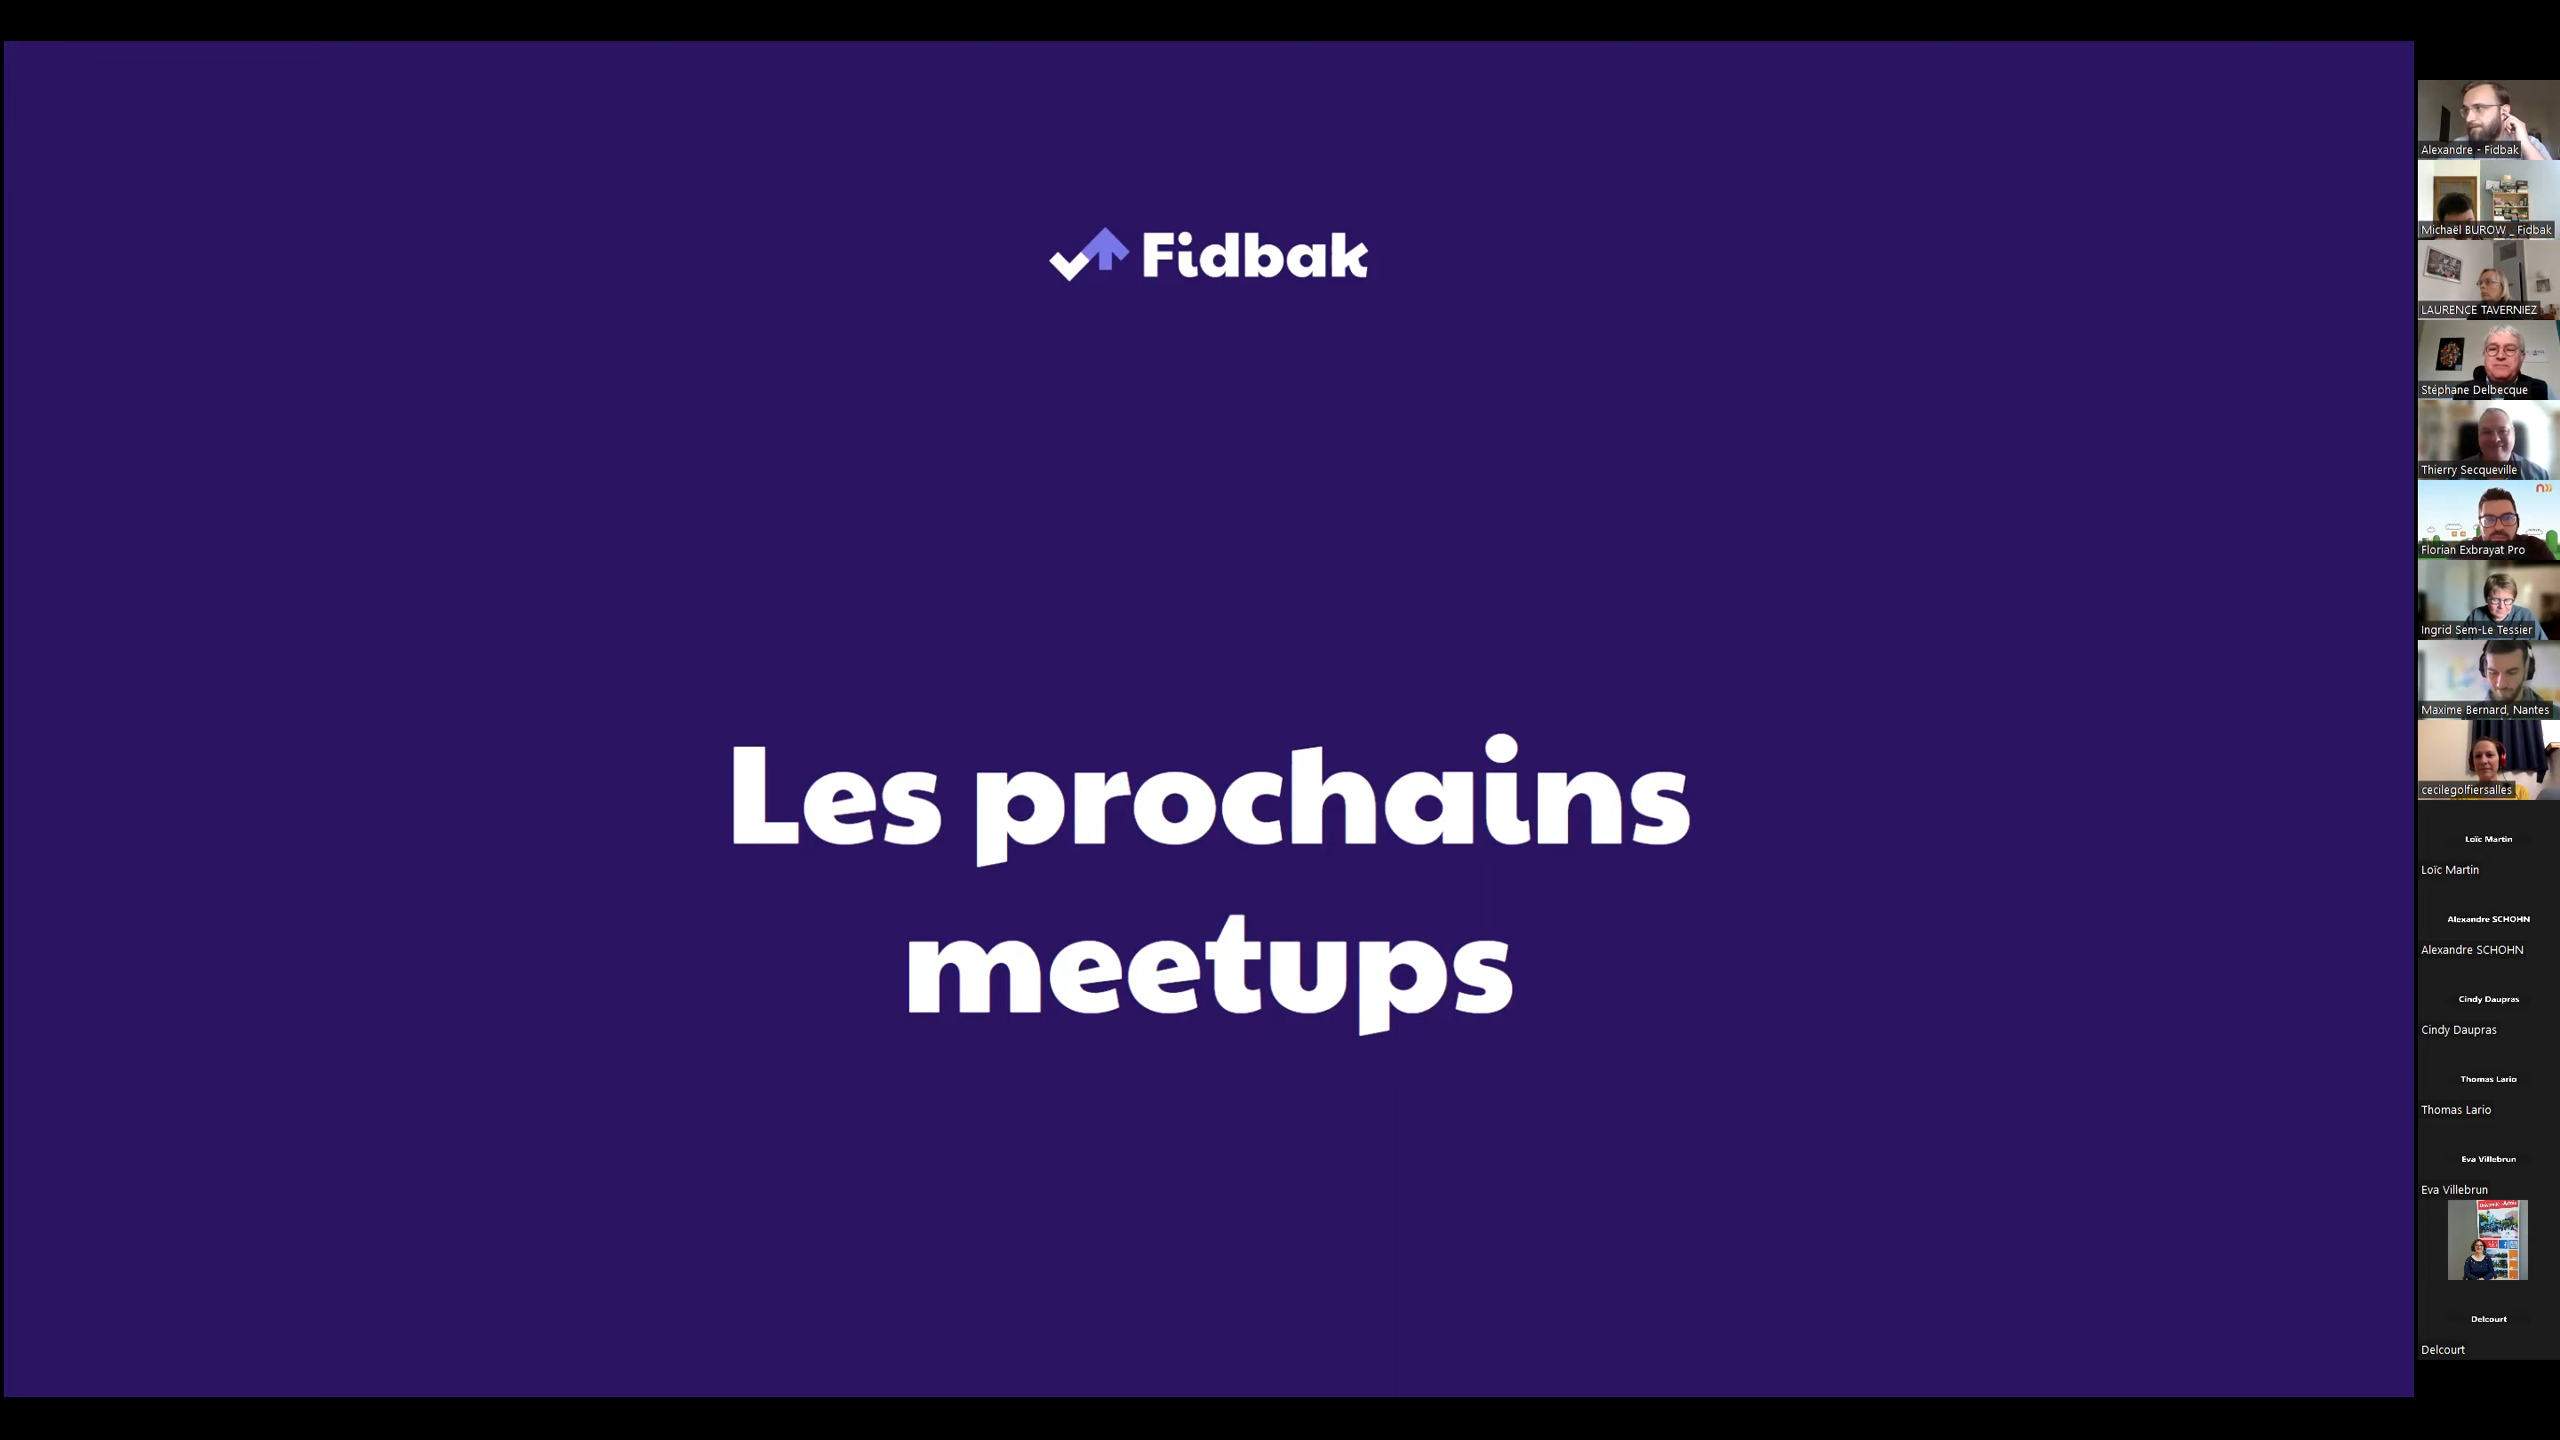 Fidbak
Les prochains
meetups
Alexandre - Fidbak
Michaël BUROW _ Fidbak
LAURENCE TAVERNIEZ
Stéphane Delbecque
Thierry Secqueville
Florian Exbrayat Pro
Ingrid Sem-Le Tessier
Maxime Bernard, Nantes
cecilegolfiersalles
Loïc Martin
Loïc Martin
Alexandre SCHOHN
Alexandre SCHOHN
Cindy Daupras
Cindy Daupras
Thomas Lario
Thomas Lario
Eva Villebrun
Eva Villebrun
Delcourt
Delcourt